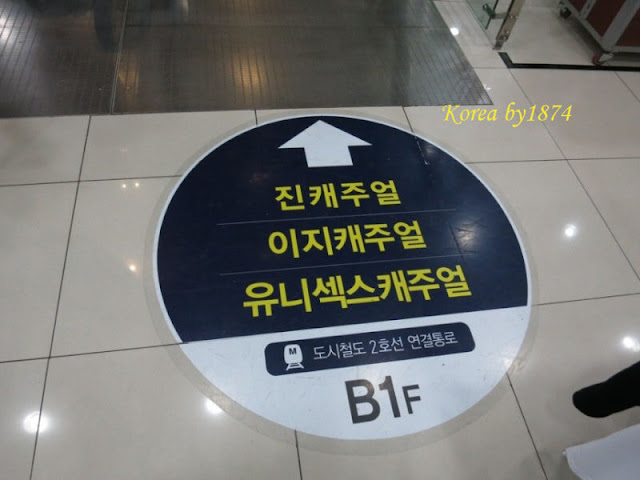 Korea by1874
진캐주얼
이지캐주얼
유니섹스캐주얼
M 도시철도 2호선 연결통로
B1F